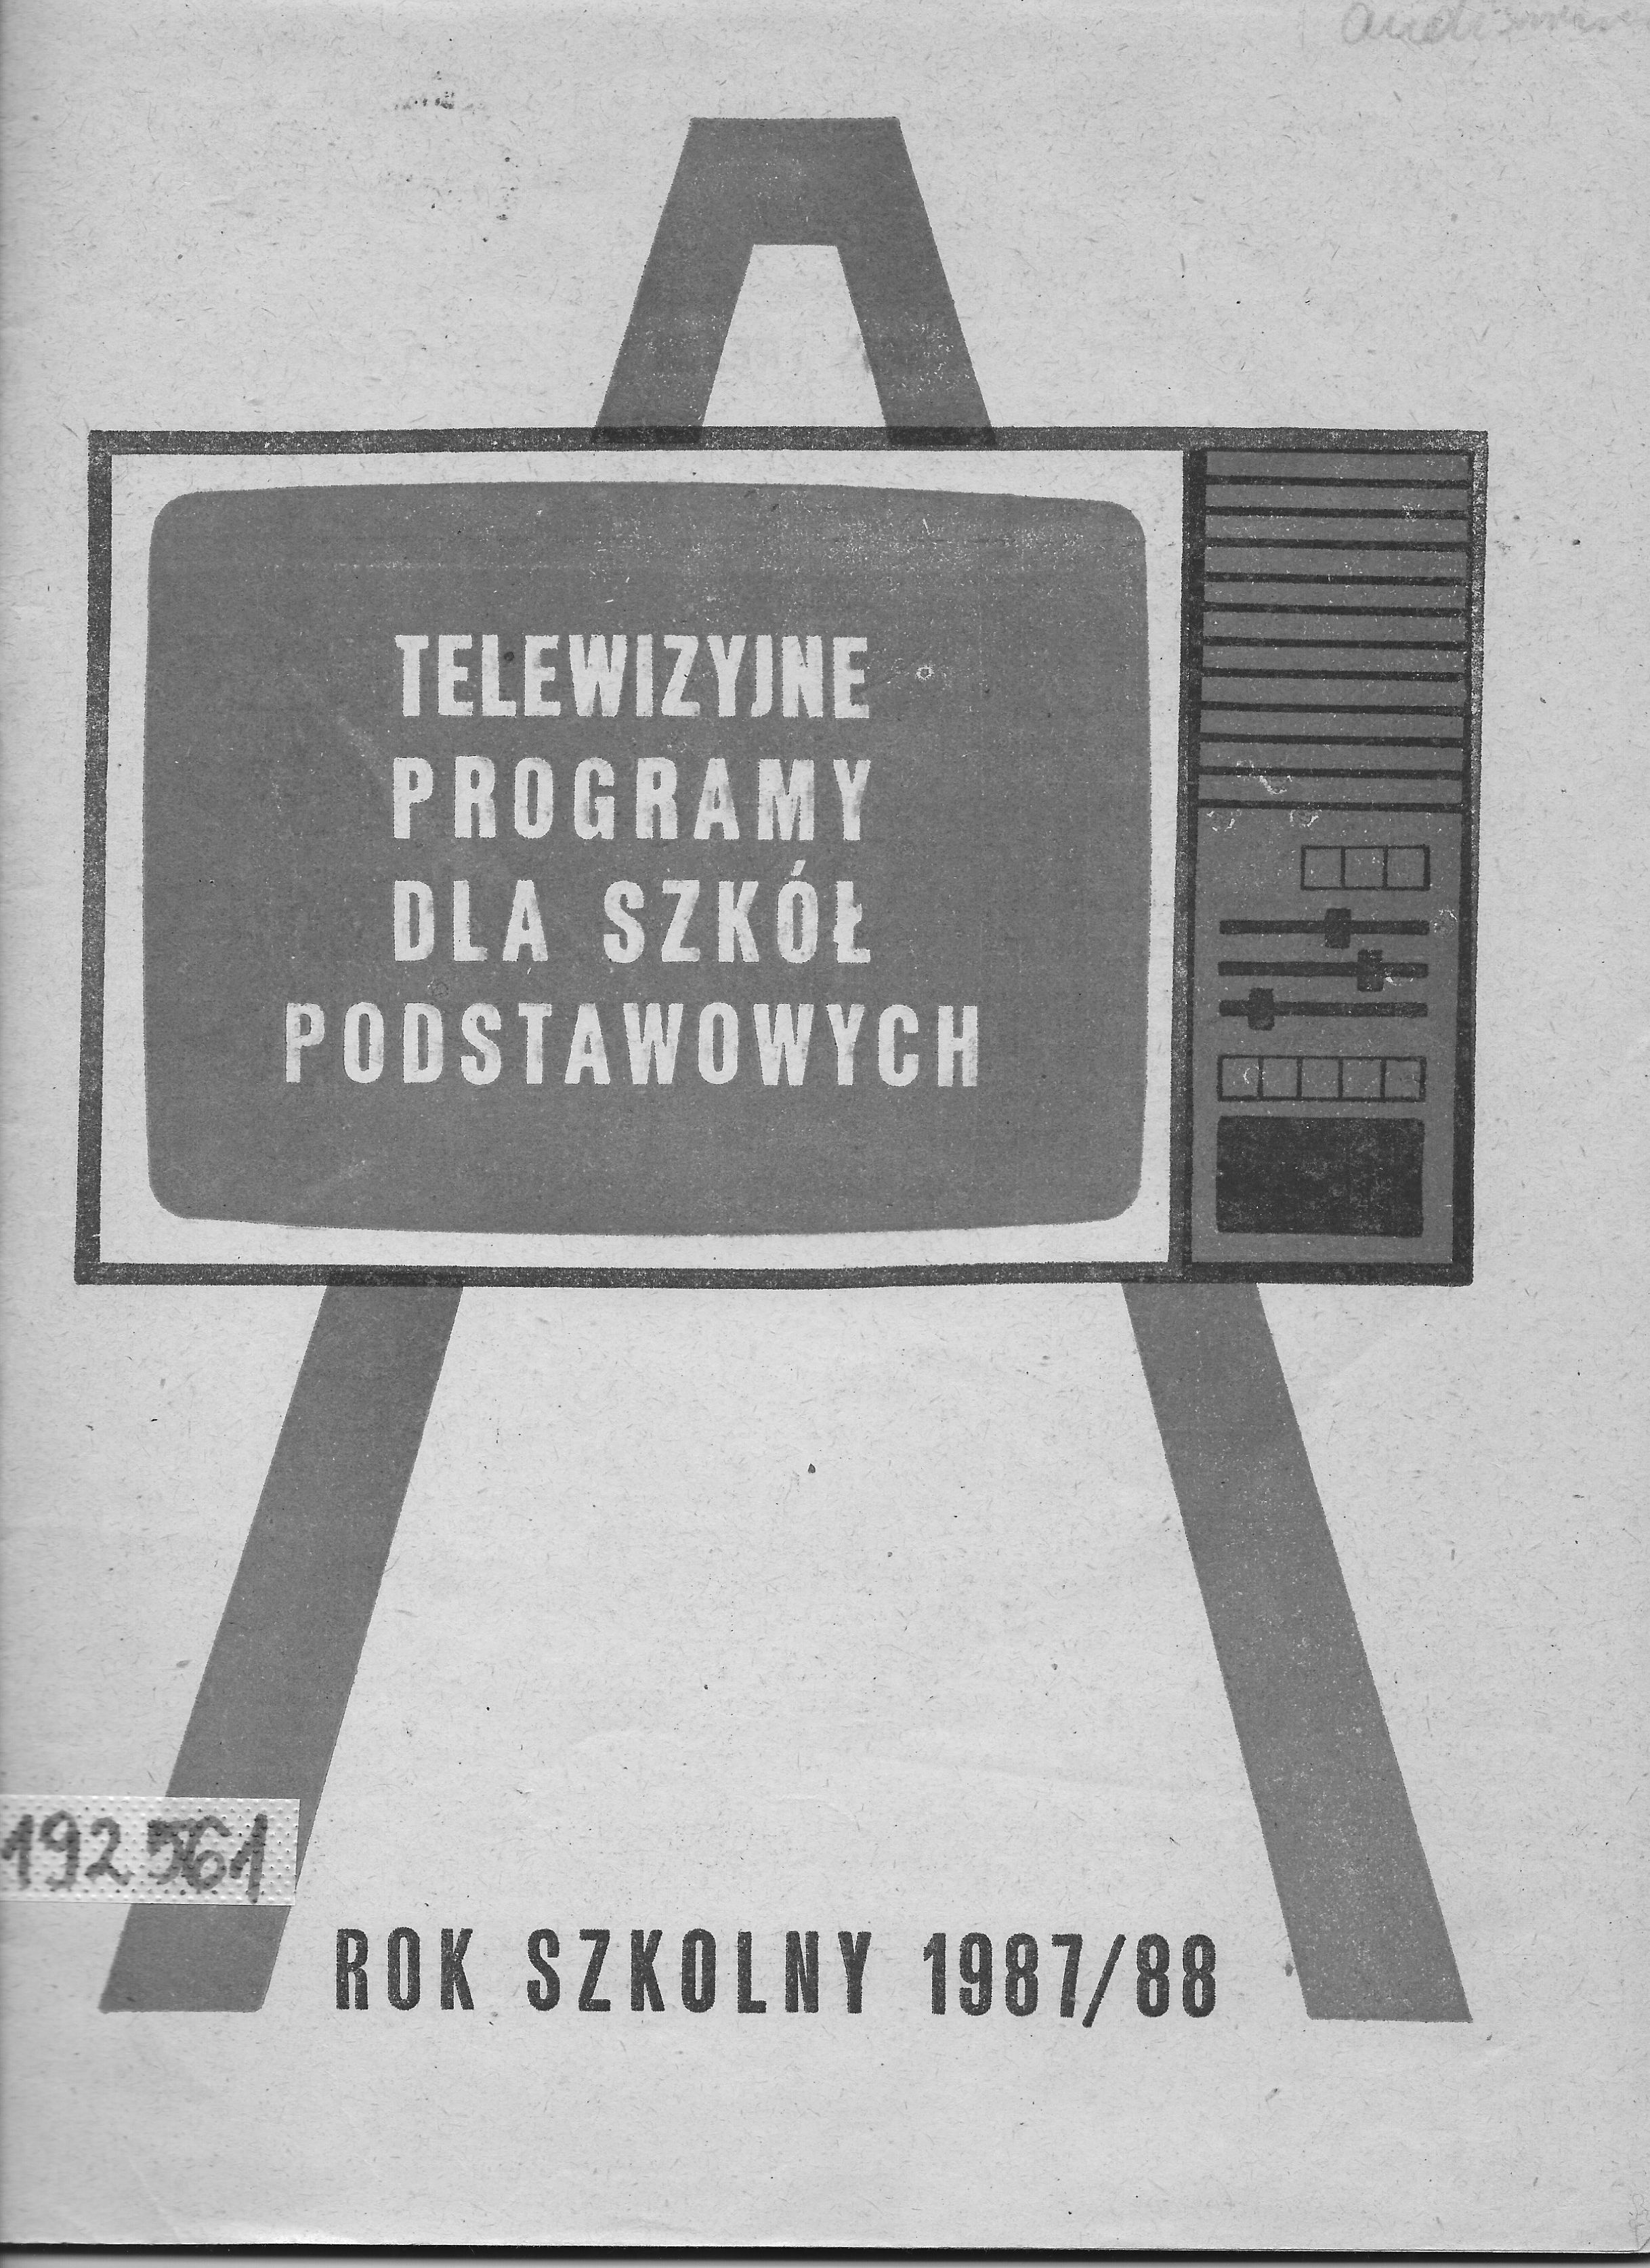 TELEWIZYJNE
PROGRAMY
DLA SZKÓŁ
PODSTAWOWYCH
192561
ROK SZKOLNY 1987/88